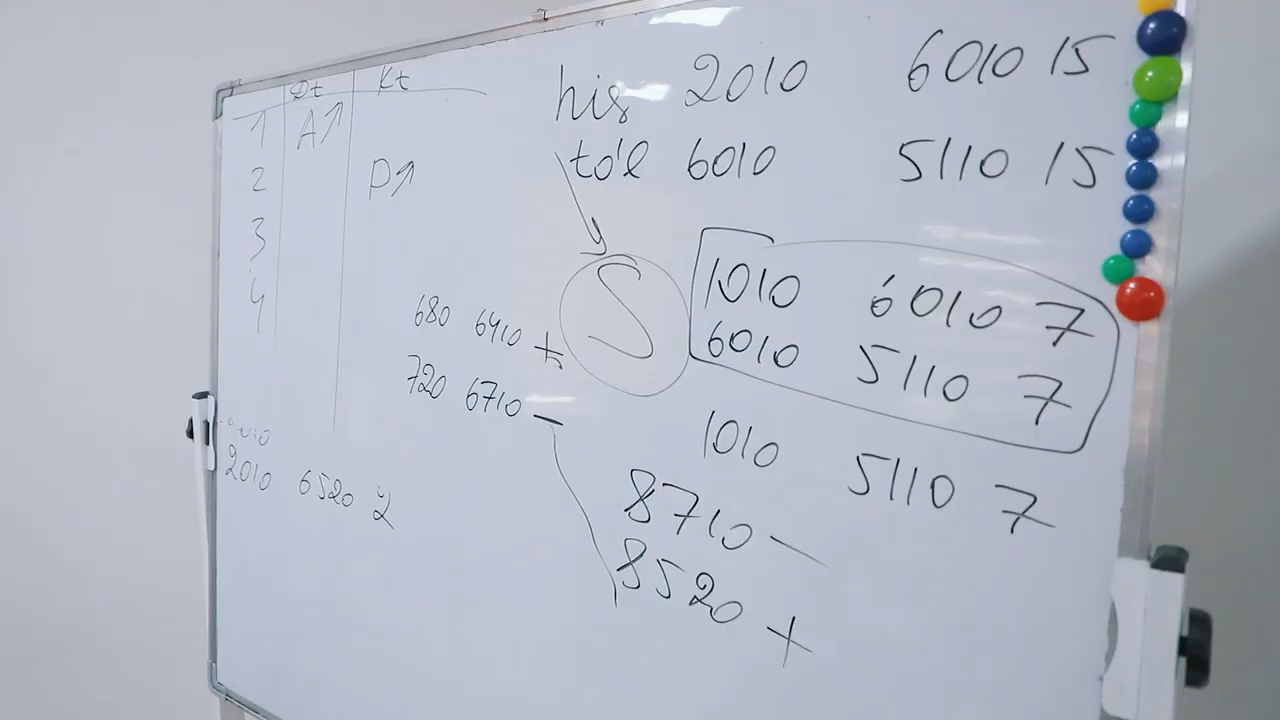 Dt Kt
1 A↗
2 P↗
3
4
his 2010 6010 15
to'l 6010 5110 15
S
1010 6010 7
6010 5110 7
680 6410 +
720 6710 —
1010 5110 7
2010 6520
8710 —
8520 +